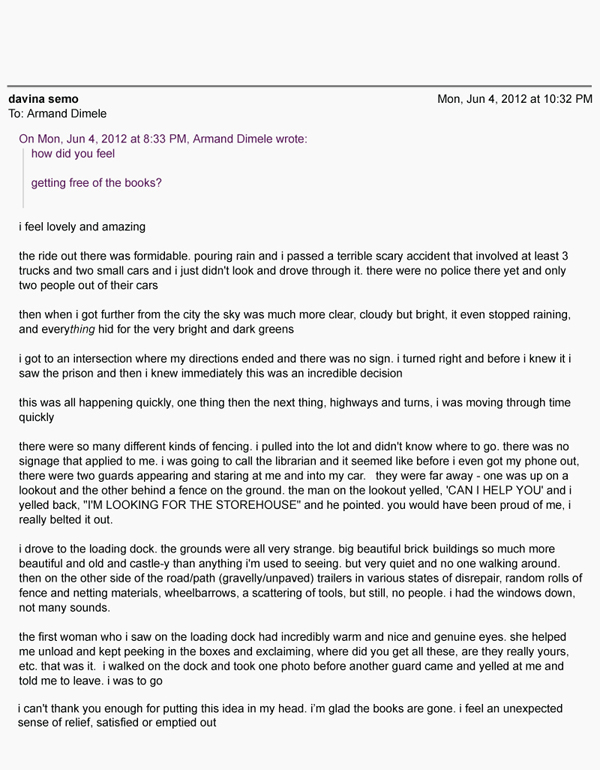 davina semo Mon, Jun 4, 2012 at 10:32 PM
To: Armand Dimele
On Mon, Jun 4, 2012 at 8:33 PM, Armand Dimele wrote:
how did you feel
getting free of the books?
i feel lovely and amazing
the ride out there was formidable. pouring rain and i passed a terrible scary accident that involved at least 3
trucks and two small cars and i just didn't look and drove through it. there were no police there yet and only
two people out of their cars
then when i got further from the city the sky was much more clear, cloudy but bright, it even stopped raining,
and everything hid for the very bright and dark greens
i got to an intersection where my directions ended and there was no sign. i turned right and before i knew it i
saw the prison and then i knew immediately this was an incredible decision
this was all happening quickly, one thing then the next thing, highways and turns, i was moving through time
quickly
there were so many different kinds of fencing. i pulled into the lot and didn't know where to go. there was no
signage that applied to me. i was going to call the librarian and it seemed like before i even got my phone out,
there were two guards appearing and staring at me and into my car. they were far away - one was up on a
lookout and the other behind a fence on the ground. the man on the lookout yelled, 'CAN I HELP YOU' and i
yelled back, "I'M LOOKING FOR THE STOREHOUSE" and he pointed. you would have been proud of me, i
really belted it out.
i drove to the loading dock. the grounds were all very strange. big beautiful brick buildings so much more
beautiful and old and castle-y than anything i'm used to seeing. but very quiet and no one walking around.
then on the other side of the road/path (gravelly/unpaved) trailers in various states of disrepair, random rolls of
fence and netting materials, wheelbarrows, a scattering of tools, but still, no people. i had the windows down,
not many sounds.
the first woman who i saw on the loading dock had incredibly warm and nice and genuine eyes. she helped
me unload and kept peeking in the boxes and exclaiming, where did you get all these, are they really yours,
etc. that was it. i walked on the dock and took one photo before another guard came and yelled at me and
told me to leave. i was to go
i can't thank you enough for putting this idea in my head. i'm glad the books are gone. i feel an unexpected
sense of relief, satisfied or emptied out